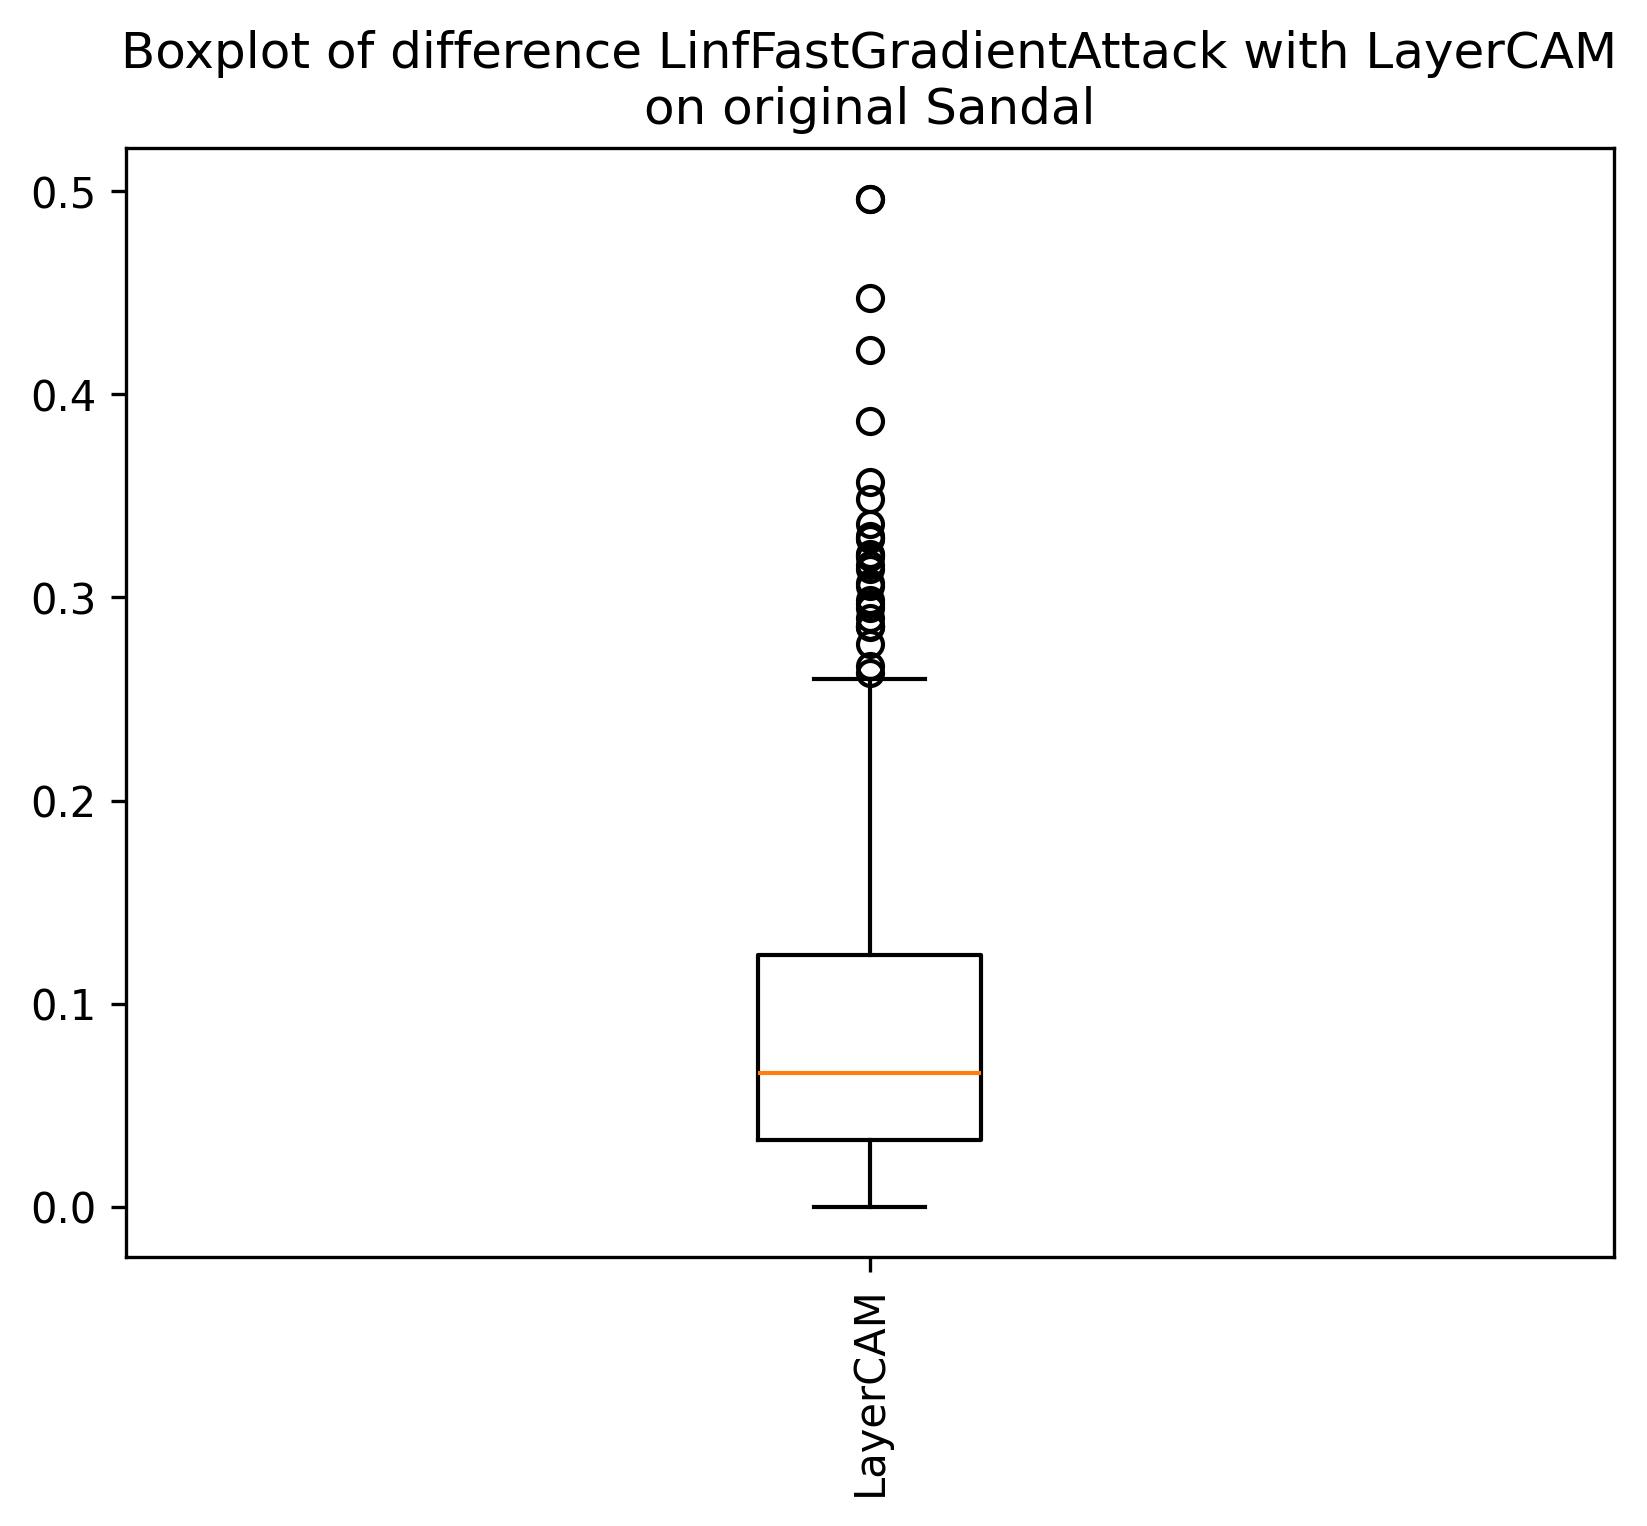 Boxplot of difference LinfFastGradientAttack with LayerCAM
on original Sandal
0.5
0.4
0.3
0.2
0.1
0.0
LayerCAM